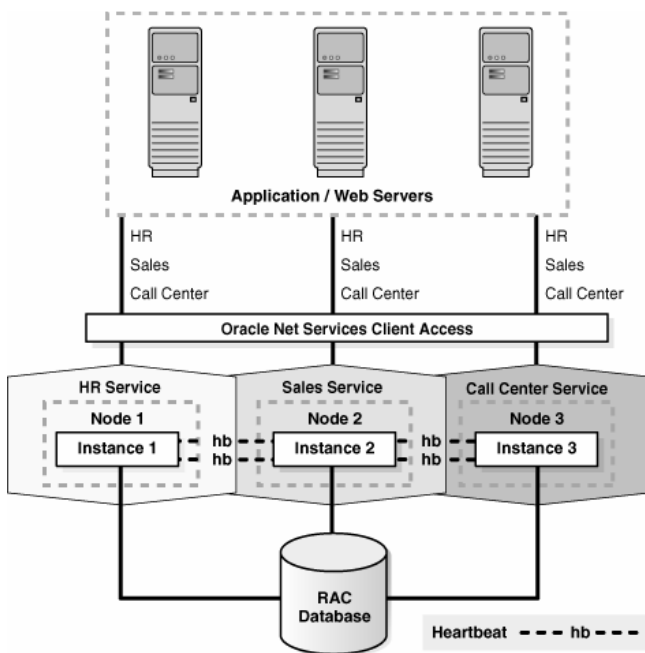 Application / Web Servers
HR HR HR
Sales Sales Sales
Call Center Call Center Call Center
Oracle Net Services Client Access
HR Service Sales Service Call Center Service
Node 1 Node 2 Node 3
Instance 1 hb Instance 2 hb Instance 3
hb hb
RAC
Database
Heartbeat hb